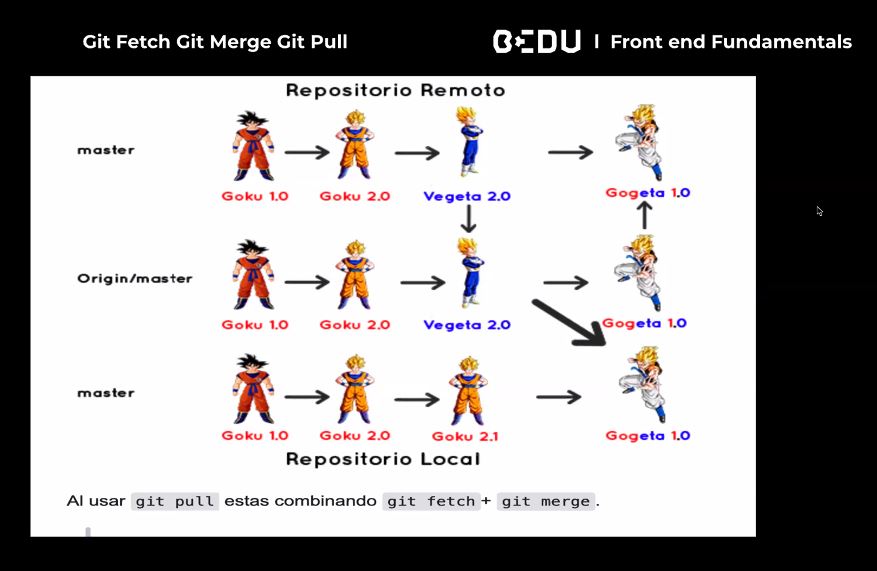 Git Fetch Git Merge Git Pull
BEDU | Front end Fundamentals
Repositorio Remoto
master
Goku 1.0 Goku 2.0 Vegeta 2.0 Gogeta 1.0
Origin/master
Goku 1.0 Goku 2.0 Vegeta 2.0 Gogeta 1.0
master
Goku 1.0 Goku 2.0 Goku 2.1 Gogeta 1.0
Repositorio Local
Al usar git pull estas combinando git fetch + git merge.